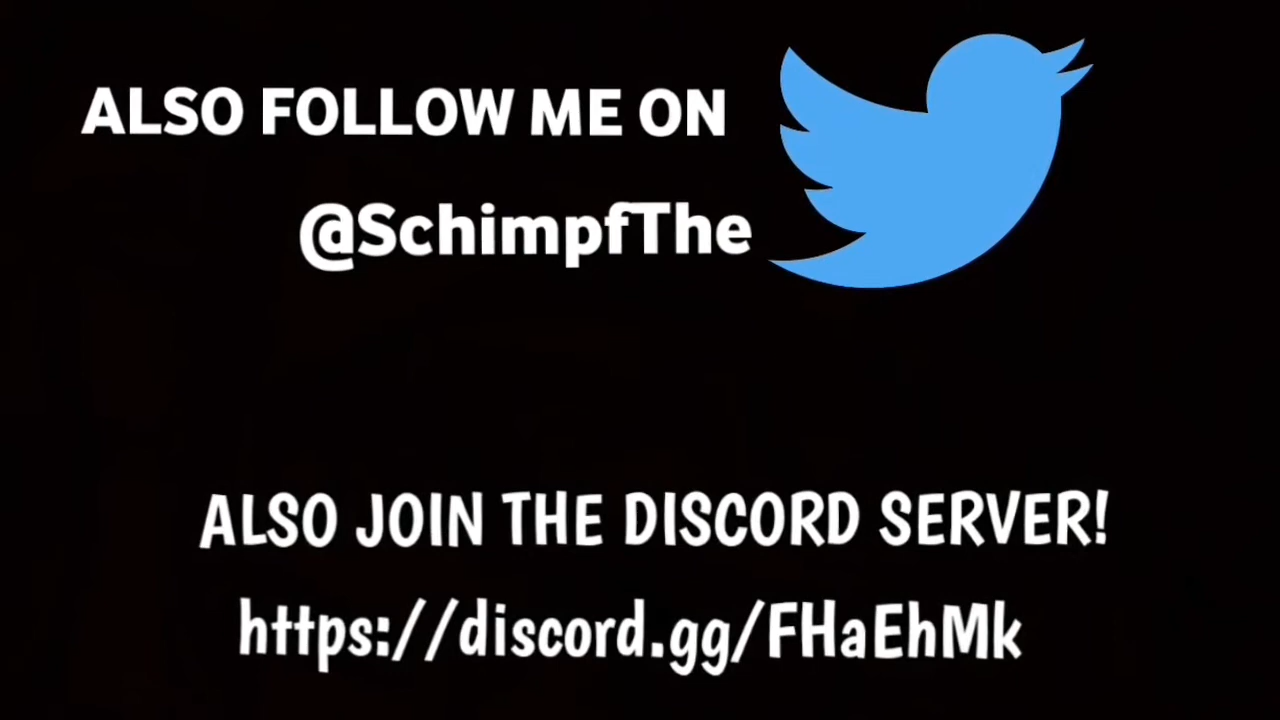 ALSO FOLLOW ME ON
@SchimpfThe
ALSO JOIN THE DISCORD SERVER!
https://discord.gg/FHaEhMk